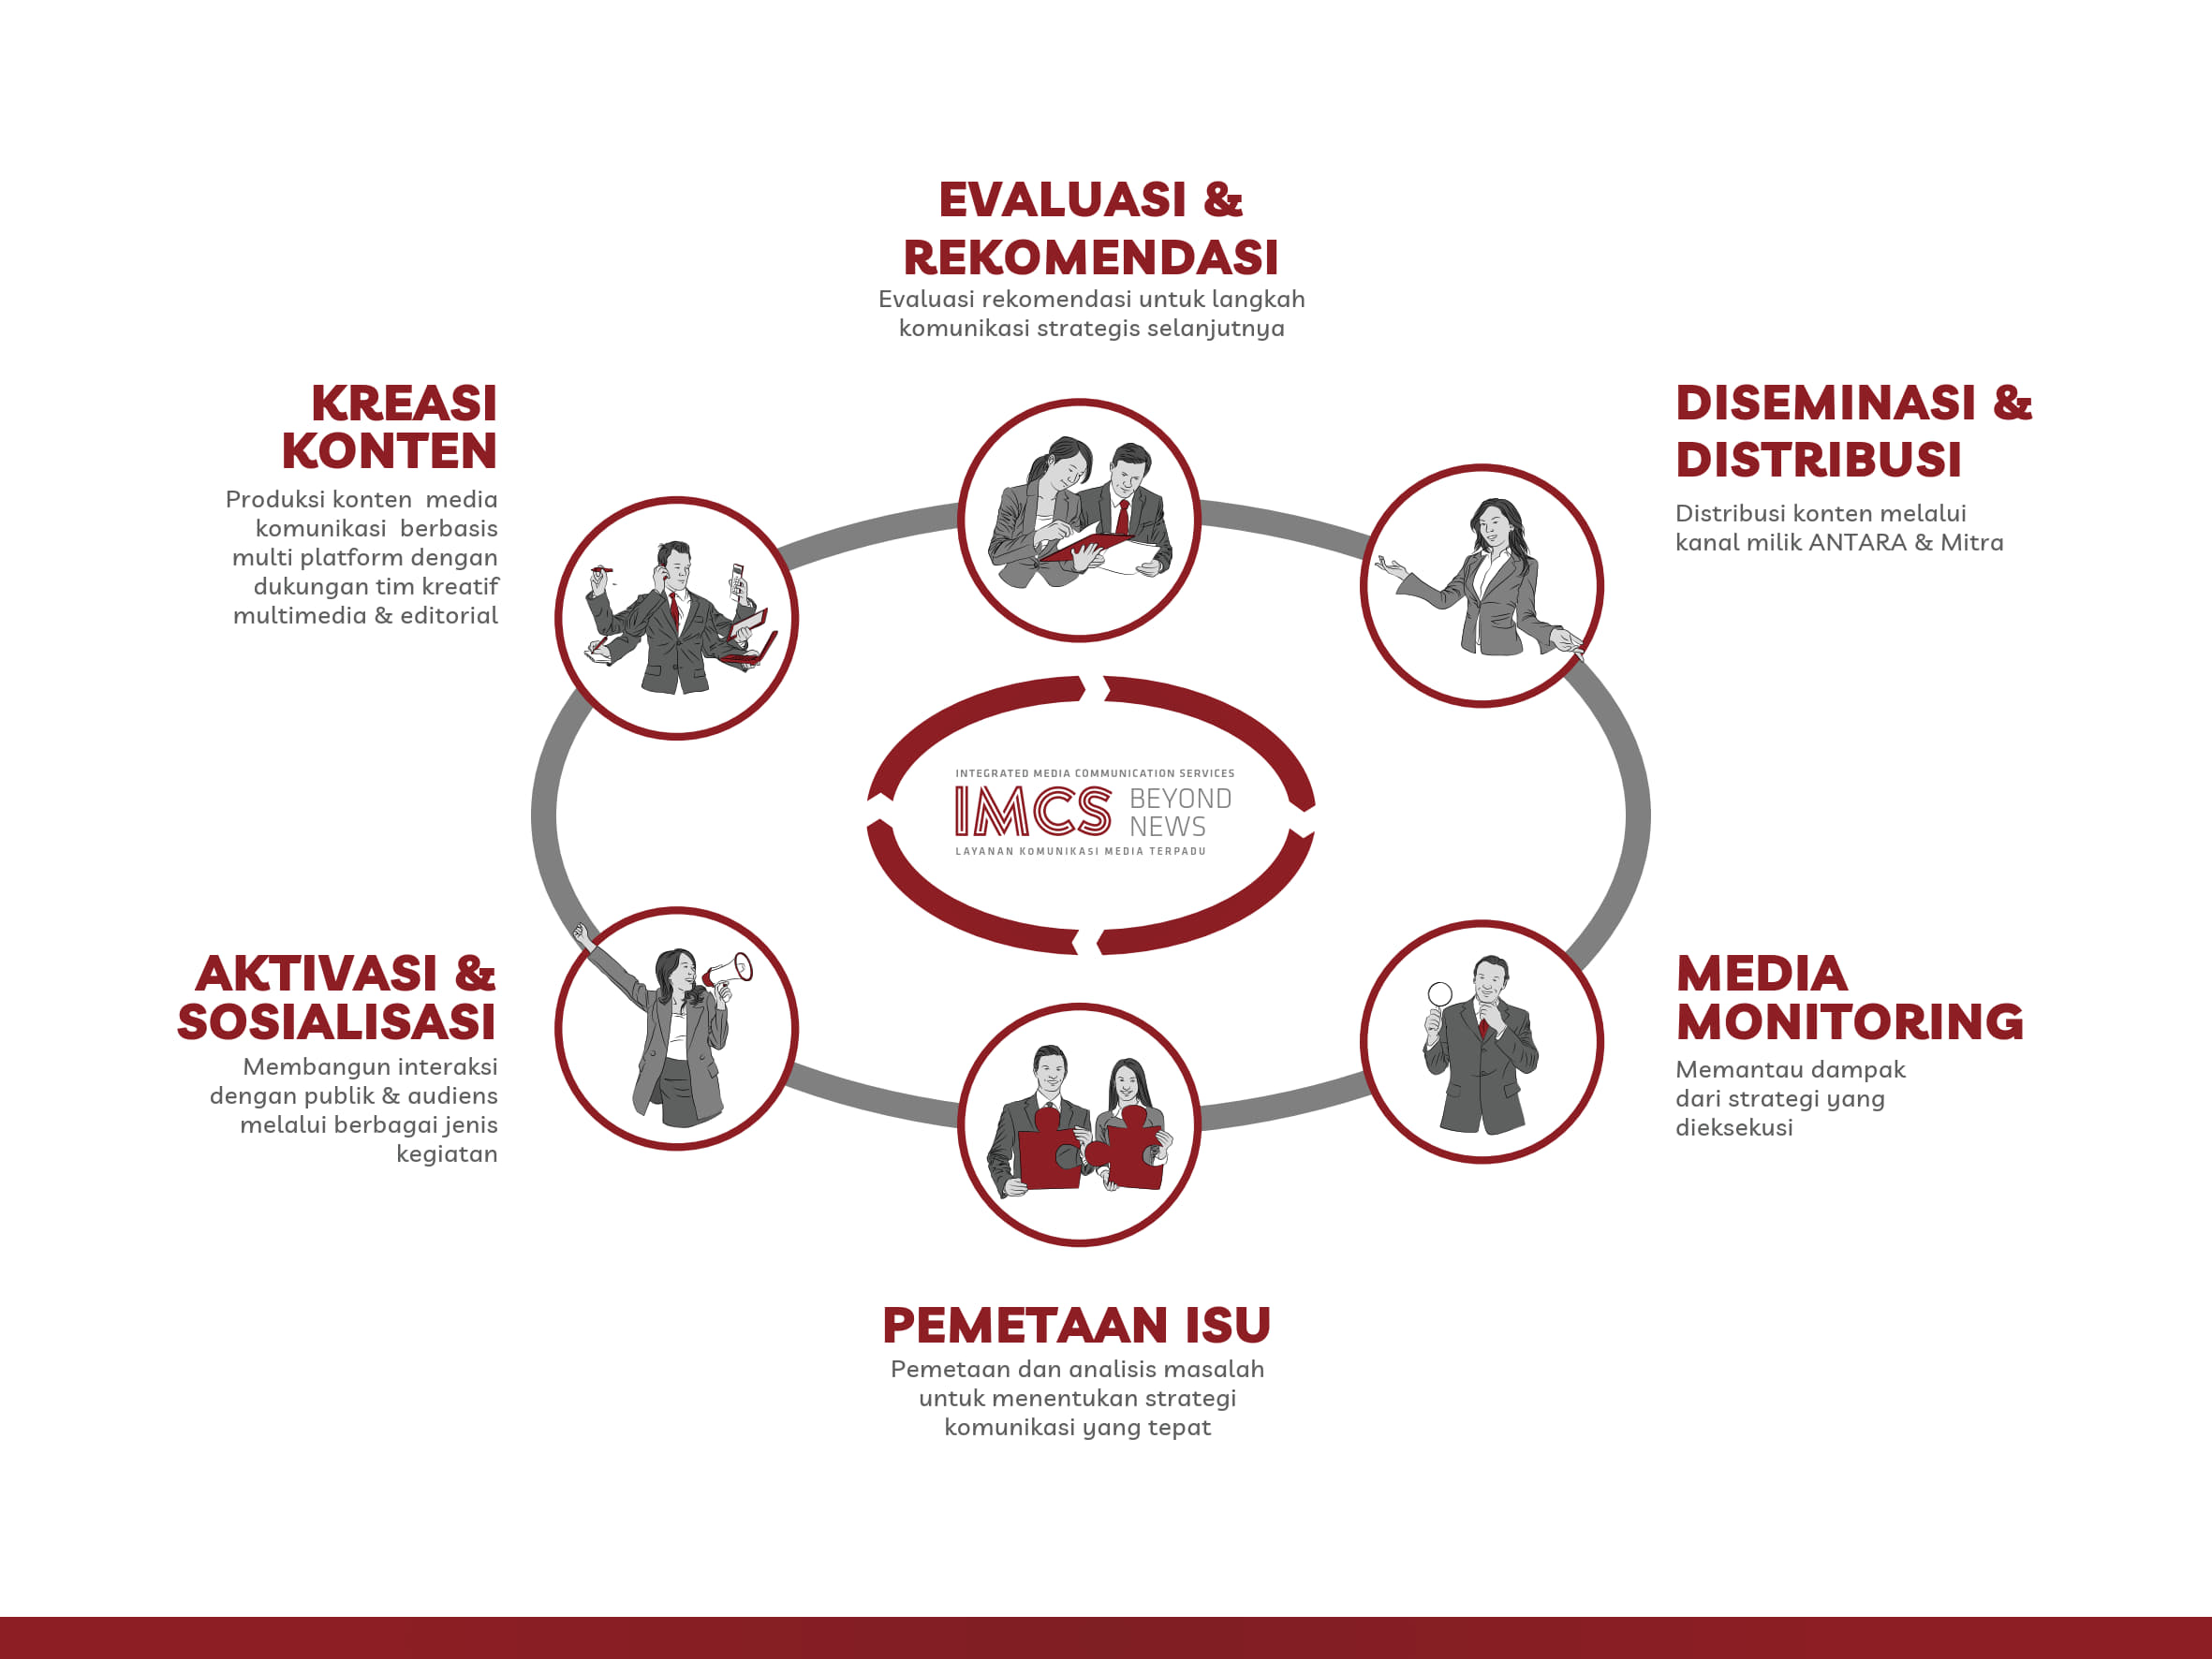 EVALUASI &
REKOMENDASI
Evaluasi rekomendasi untuk langkah
komunikasi strategis selanjutnya
KREASI
KONTEN
Produksi konten media
komunikasi berbasis
multi platform dengan
dukungan tim kreatif
multimedia & editorial
DISEMINASI &
DISTRIBUSI
Distribusi konten melalui
kanal milik ANTARA & Mitra
INTEGRATED MEDIA COMMUNICATION SERVICES
IMCS
BEYOND
NEWS
LAYANAN KOMUNIKASI MEDIA TERPADU
AKTIVASI &
SOSIALISASI
Membangun interaksi
dengan publik & audiens
melalui berbagai jenis
kegiatan
MEDIA
MONITORING
Memantau dampak
dari strategi yang
dieksekusi
PEMETAAN ISU
Pemetaan dan analisis masalah
untuk menentukan strategi
komunikasi yang tepat